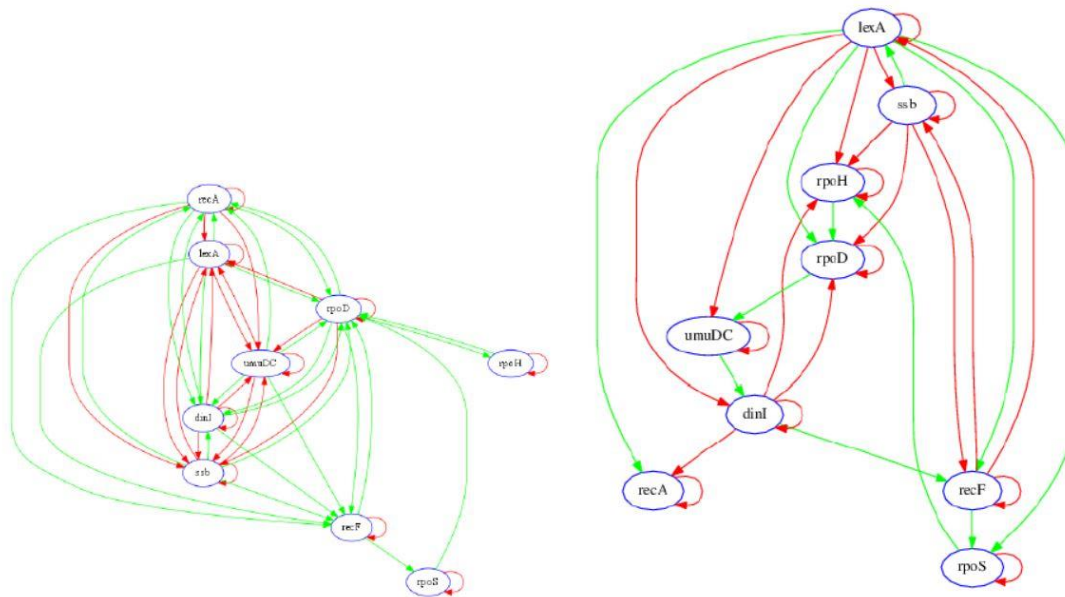 recA
lexA
rpoD
umuDC
rpoH
dinI
ssb
recF
rpoS
lexA
ssb
rpoH
rpoD
umuDC
dinI
recA
recF
rpoS